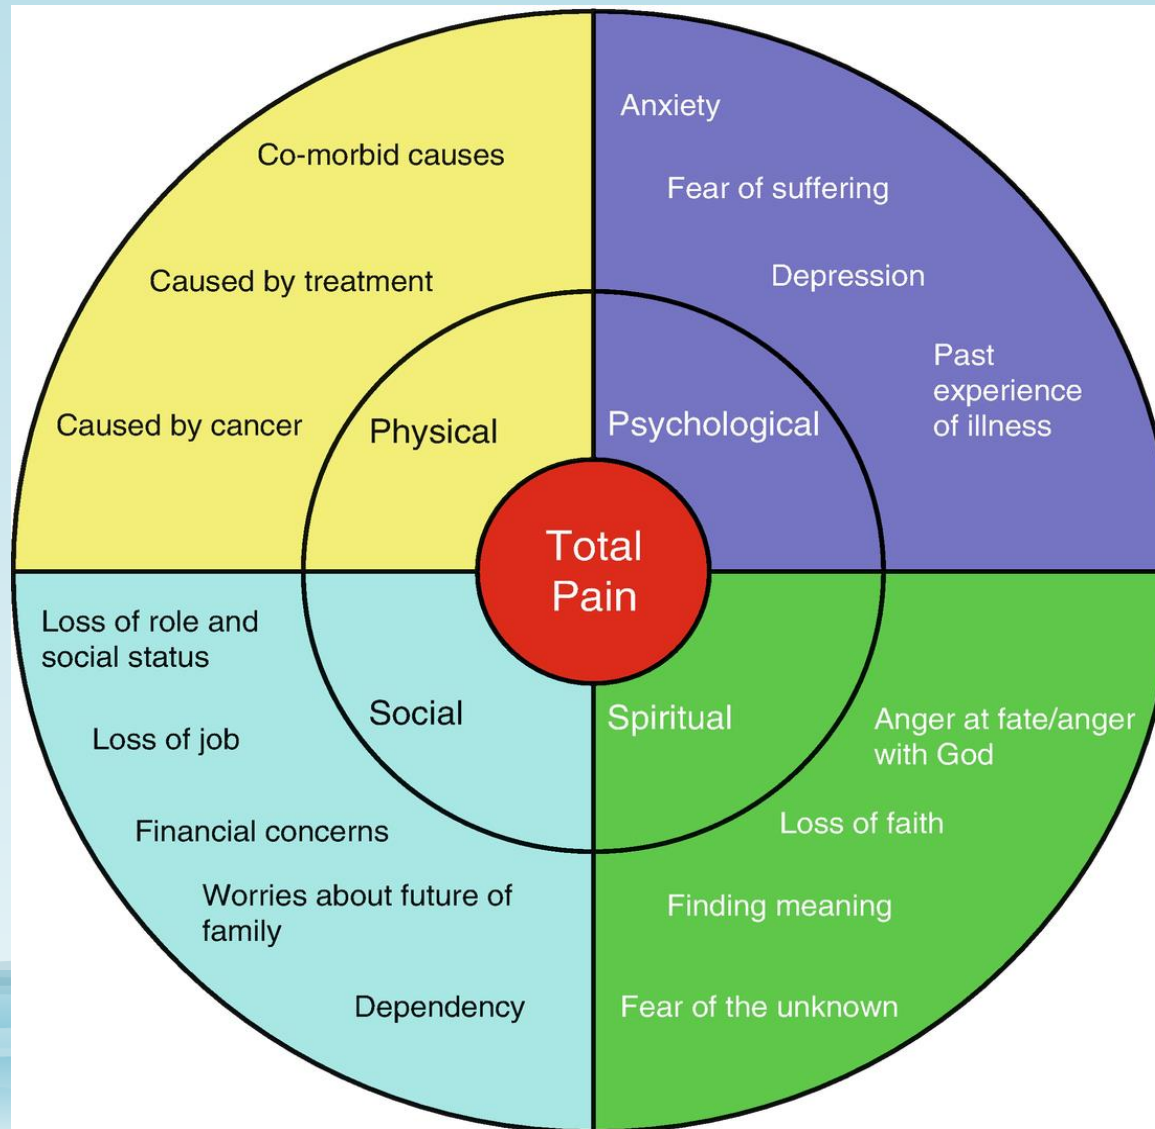 Co-morbid causes
Caused by treatment
Caused by cancer
Physical
Anxiety
Fear of suffering
Depression
Past
experience
of illness
Psychological
Total
Pain
Loss of role and
social status
Loss of job
Financial concerns
Worries about future of
family
Dependency
Social
Spiritual
Anger at fate/anger
with God
Loss of faith
Finding meaning
Fear of the unknown